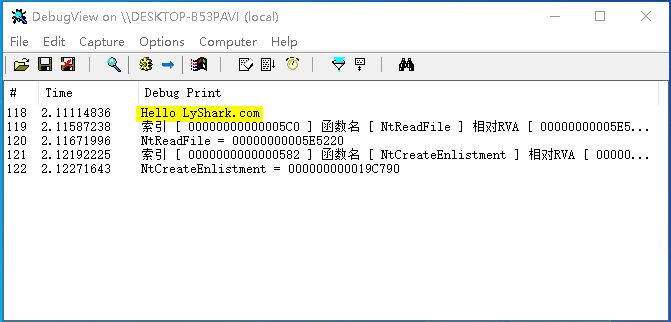 DebugView on \\DESKTOP-B53PAVI (local)
File Edit Capture Options Computer Help
# Time Debug Print
118 2.11114836 Hello LyShark.com
119 2.11587238 索引 [ 00000000000005C0 ] 函数名 [ NtReadFile ] 相对RVA [ 00000000005E5...
120 2.11671996 NtReadFile = 00000000005E5220
121 2.12192225 索引 [ 0000000000000582 ] 函数名 [ NtCreateEnlistment ] 相对RVA [ 00000...
122 2.12271643 NtCreateEnlistment = 000000000019C790